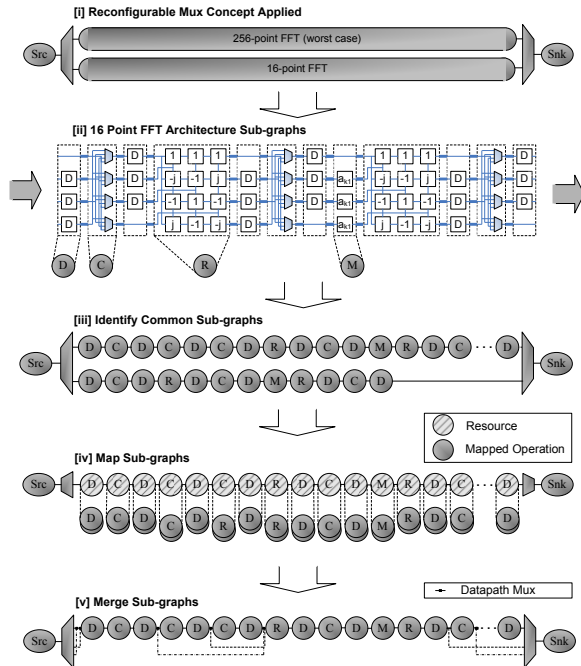 [i] Reconfigurable Mux Concept Applied
256-point FFT (worst case)
Src
Snk
16-point FFT
[ii] 16 Point FFT Architecture Sub-graphs
D 1 1 1 D 1 1 1 D
D D -j -1 j D D ak1 -j -1 j D D
D D -1 1 -1 D D ak1 -1 1 -1 D D
D j -1 -j D ak1 j -1 -j D
D C R M
[iii] Identify Common Sub-graphs
D C D C D C D R D C D M R D C ··· D
Src
Snk
D C D R D C D M R D C D
Resource
Mapped Operation
[iv] Map Sub-graphs
Src D C D C D C D R D C D M R D C ··· D Snk
D C D C D R D R D C D M R D C D
Datapath Mux
[v] Merge Sub-graphs
Src D C D C D C D R D C D M R D C ··· D Snk